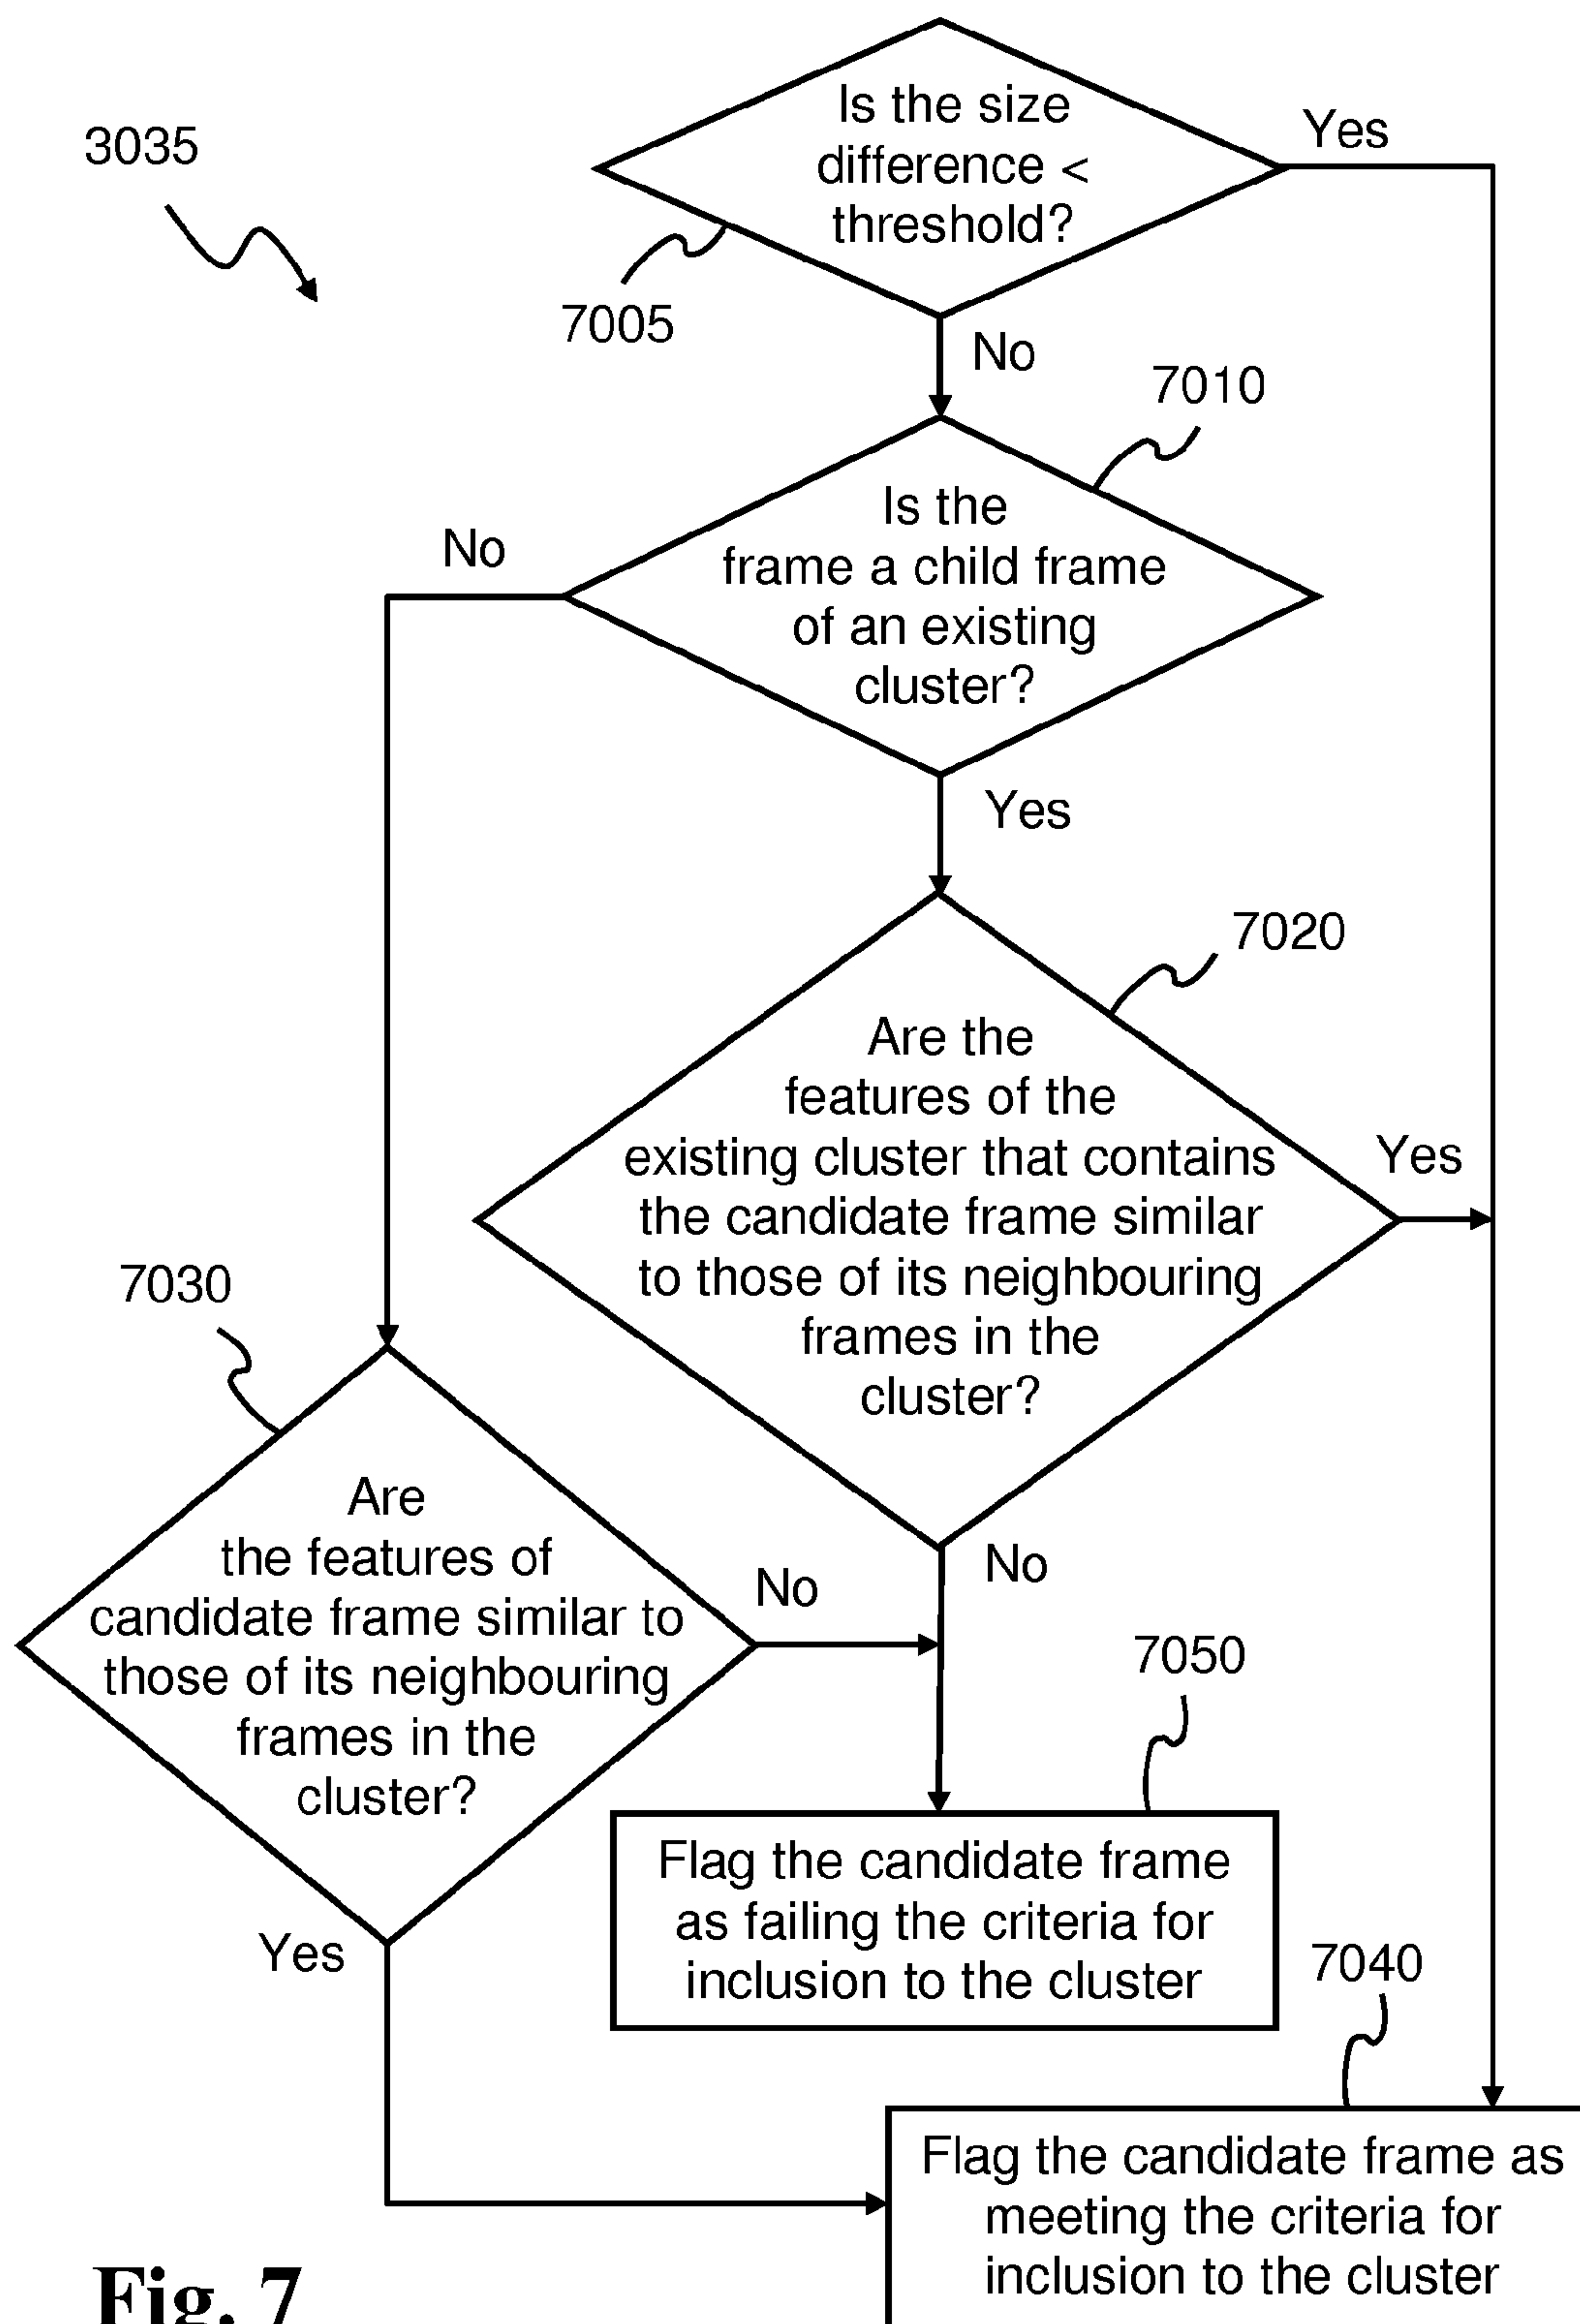 Is the size
difference <
threshold?
Yes
3035
7005
No
7010
Is the
frame a child frame
of an existing
cluster?
No
Yes
7020
Are the
features of the
existing cluster that contains
the candidate frame similar
to those of its neighbouring
frames in the
cluster?
Yes
No
7030
Are
the features of
candidate frame similar to
those of its neighbouring
frames in the
cluster?
No
Yes
7050
Flag the candidate frame
as failing the criteria for
inclusion to the cluster
7040
Flag the candidate frame as
meeting the criteria for
inclusion to the cluster
Fig. 7